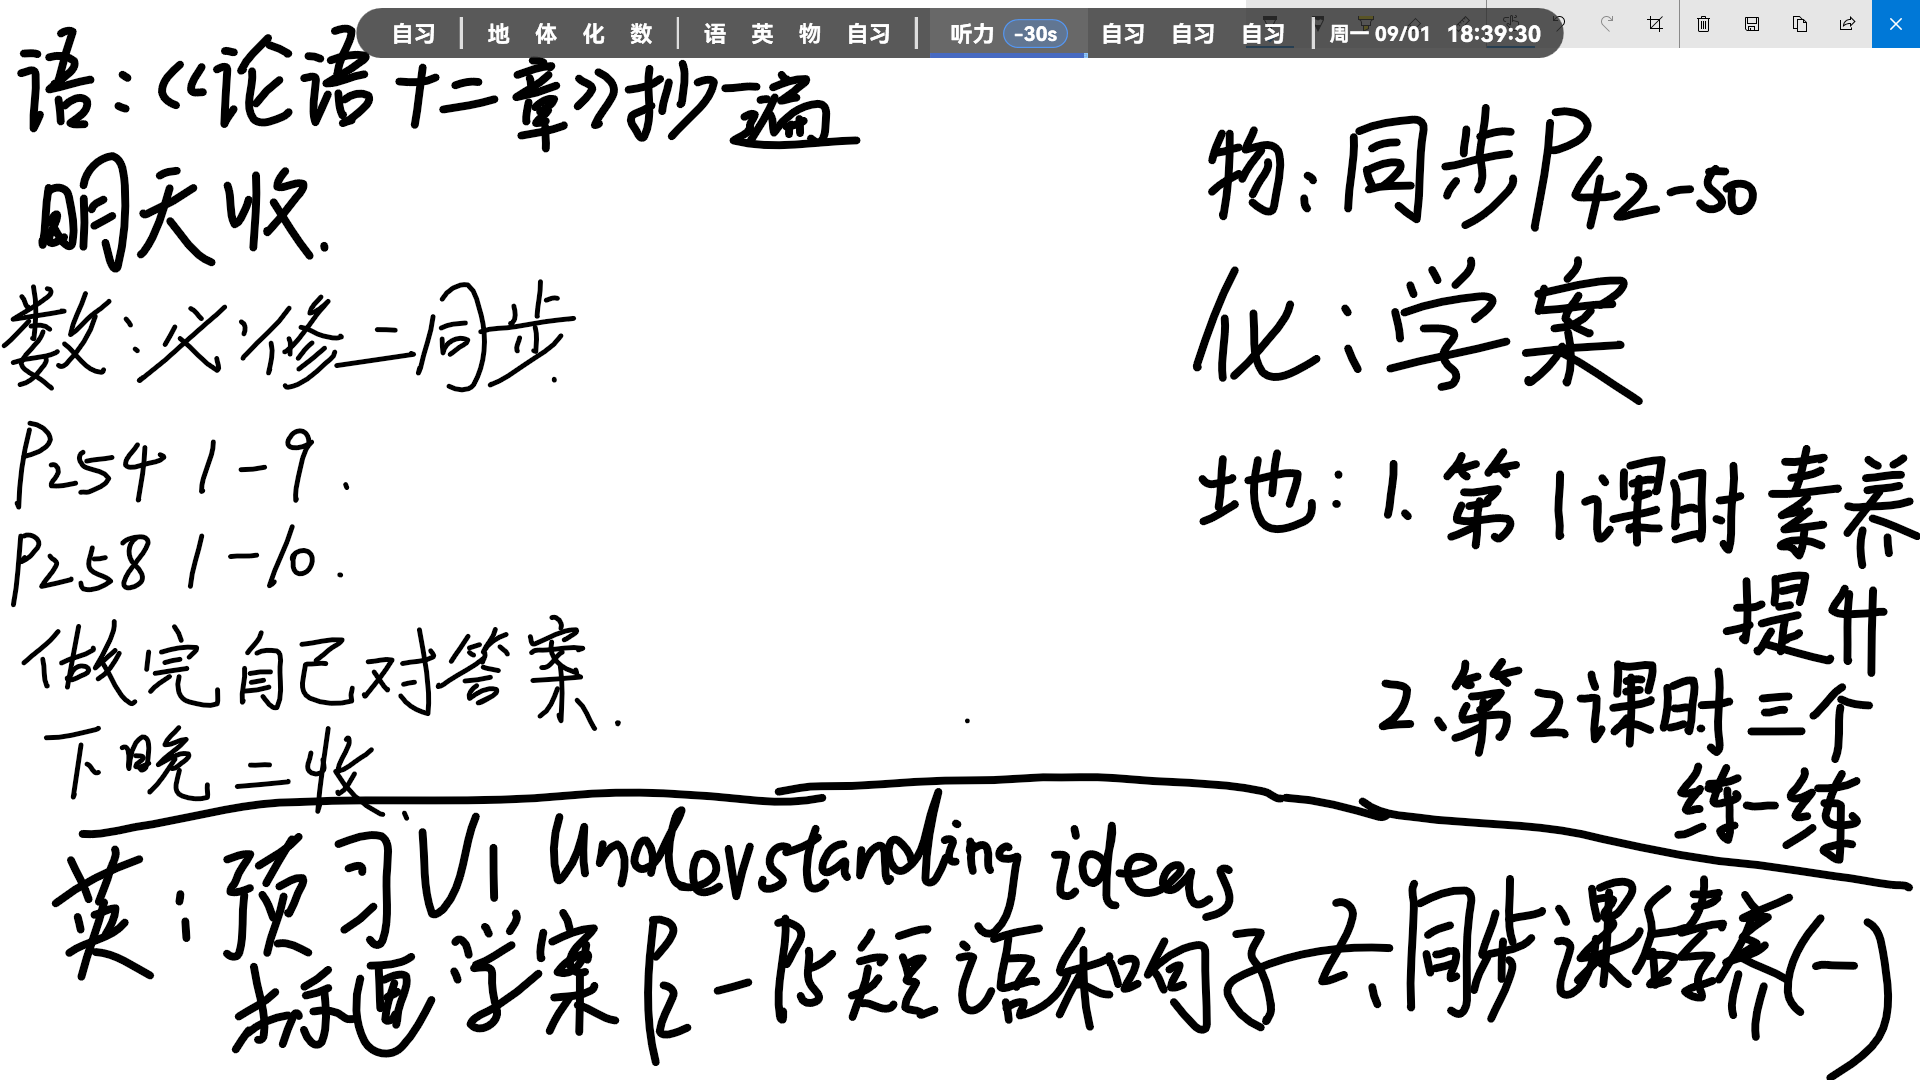 自习 | 地 体 化 数 | 语 英 物 自习 | 听力 -30s 自习 自习 自习 | 周一 09/01 18:39:30
语:《论语十二章》抄一遍
明天收.
数:必修二同步.
P254 1-9.
P258 1-10.
做完自己对答案.
下晚二收.
物:同步P42-50
化:学案
地:1.第1课时素养
提升
2.第2课时三个
练一练
英:预习U1 Understanding ideas
标画学案P2-P5短语和句子 2.同步课后素养(一)